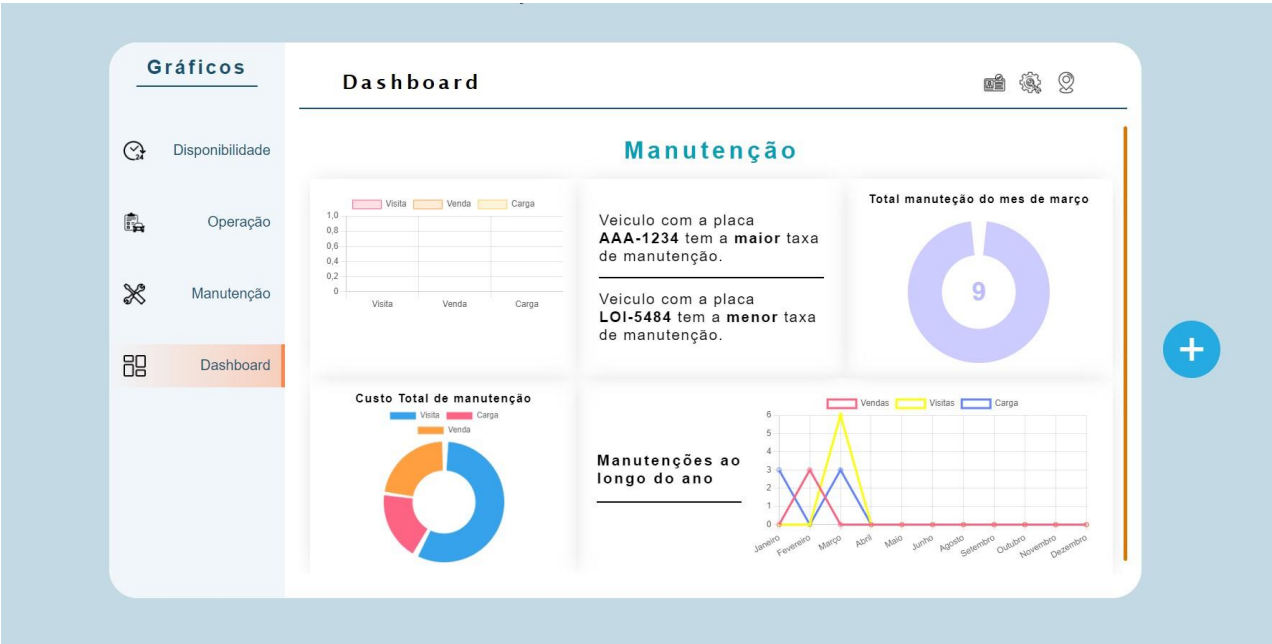 Gráficos
Dashboard
Disponibilidade
24
Operação
Manutenção
Dashboard
Manutenção
Visita Venda Carga
1,0
0,8
0,6
0,4
0,2
0
Visita Venda Carga
Veiculo com a placa
AAA-1234 tem a maior taxa
de manutenção.
Veiculo com a placa
LOI-5484 tem a menor taxa
de manutenção.
Total manuteção do mes de março
9
Custo Total de manutenção
Visita Carga
Venda
Manutenções ao
longo do ano
Vendas Visitas Carga
6
5
4
3
2
1
0
Janeiro Fevereiro Março Abril Maio Junho Agosto Setembro Outubro Novembro Dezembro